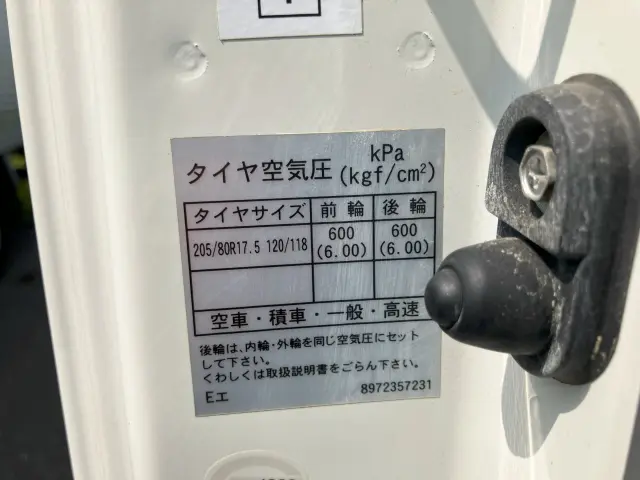 タイヤ空気圧 kPa
(kgf/cm²)
タイヤサイズ 前輪 後輪
205/80R17.5 120/118 600 600
(6.00) (6.00)
空車・積車・一般・高速
後輪は、内輪・外輪を同じ空気圧にセット
して下さい。
くわしくは取扱説明書をごらん下さい。
Eエ 8972357231